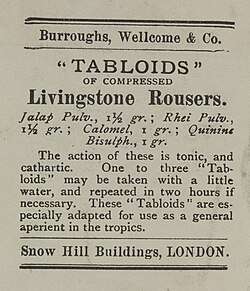 Burroughs, Wellcome & Co.
"TABLOIDS"
OF COMPRESSED
Livingstone Rousers.
Jalap Pulv., 1½ gr. ; Rhei Pulv.,
1½ gr. ; Calomel, 1 gr. ; Quinine
Bisulph., 1 gr.
The action of these is tonic, and
cathartic. One to three "Tab-
loids" may be taken with a little
water, and repeated in two hours if
necessary. These "Tabloids" are es-
pecially adapted for use as a general
aperient in the tropics.
Snow Hill Buildings, LONDON.